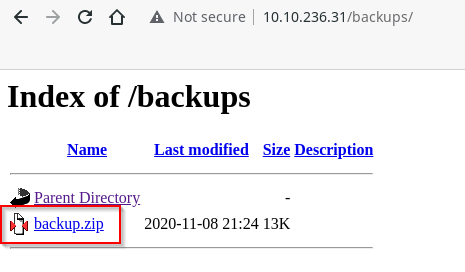 Not secure 10.10.236.31/backups/
Index of /backups
Name Last modified Size Description
Parent Directory -
backup.zip 2020-11-08 21:24 13K